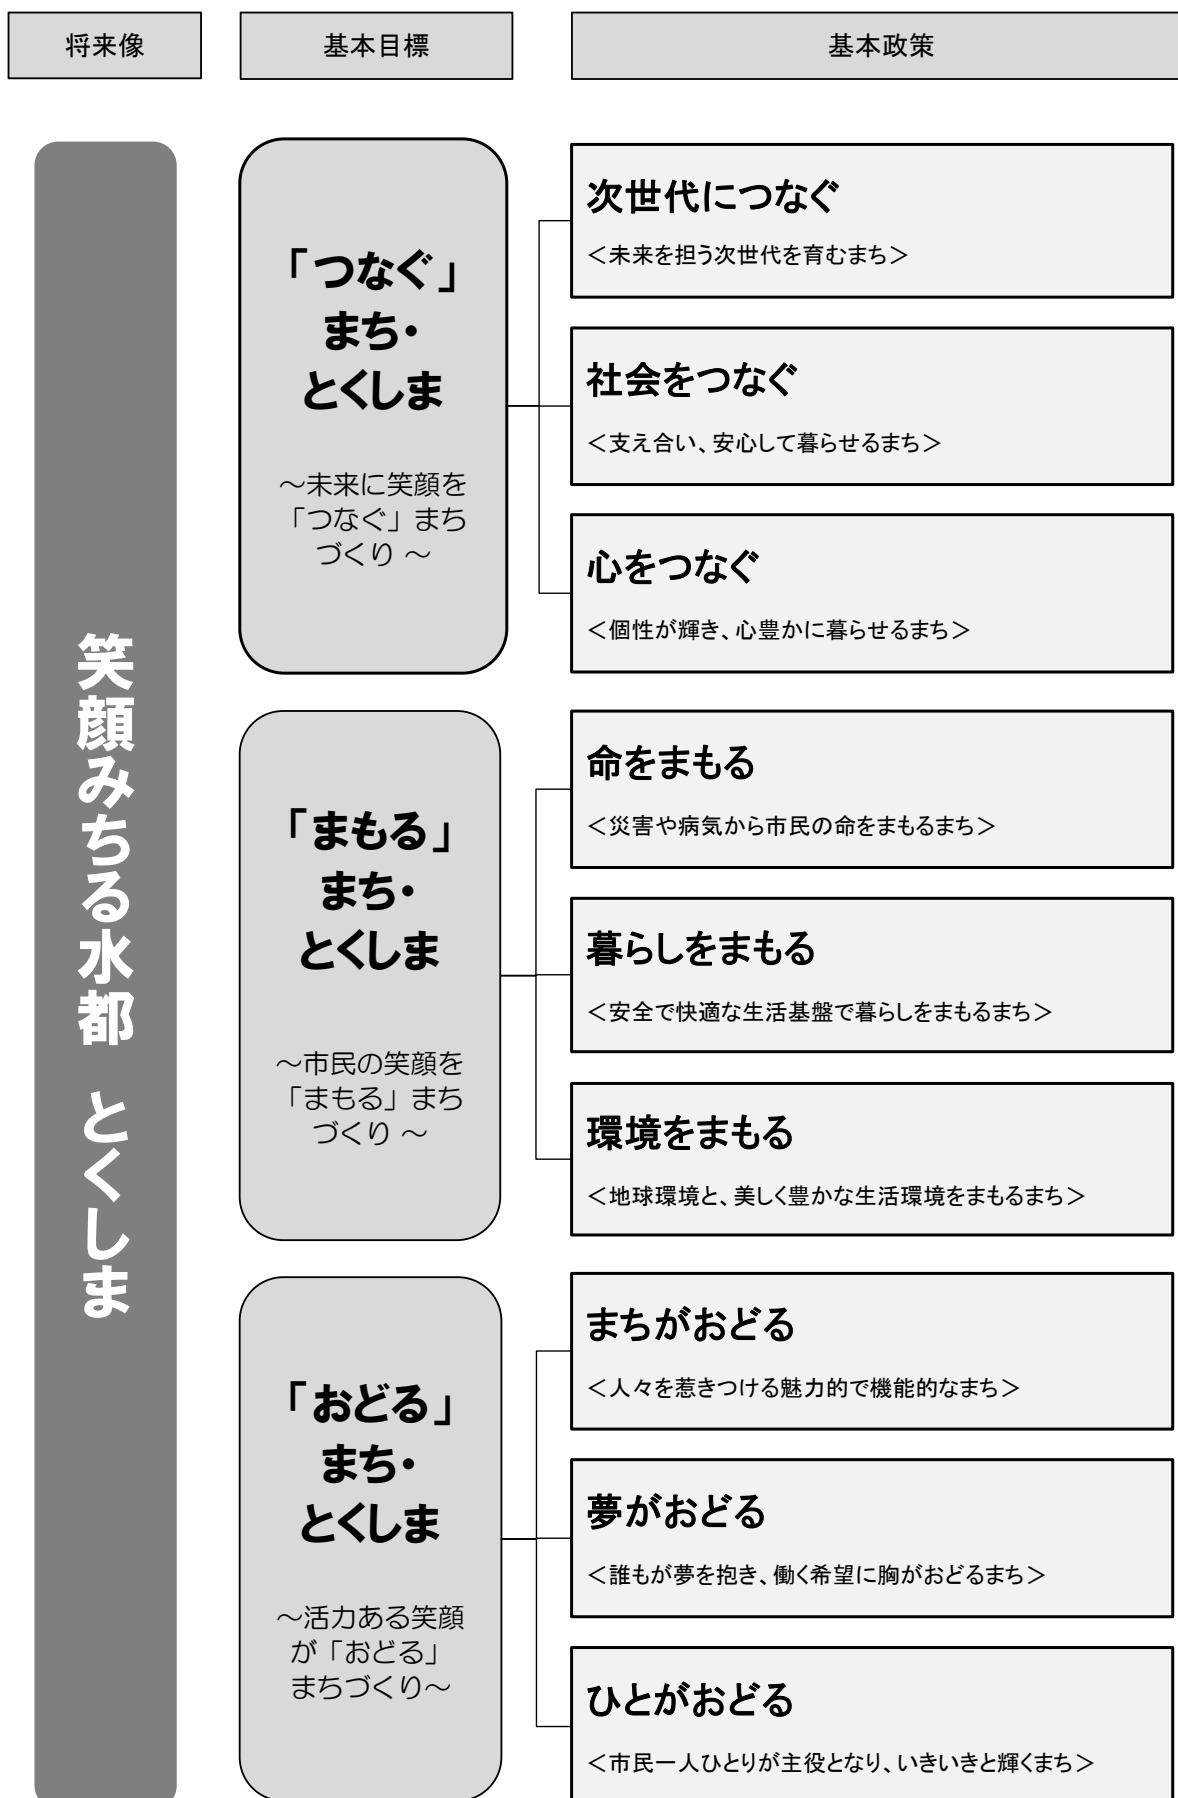 将来像
基本目標
基本政策
笑顔みちる水都　とくしま
「つなぐ」
まち・
とくしま
～未来に笑顔を
「つなぐ」まち
づくり ～
次世代につなぐ
＜未来を担う次世代を育むまち＞
社会をつなぐ
＜支え合い、安心して暮らせるまち＞
心をつなぐ
＜個性が輝き、心豊かに暮らせるまち＞
「まもる」
まち・
とくしま
～市民の笑顔を
「まもる」まち
づくり ～
命をまもる
＜災害や病気から市民の命をまもるまち＞
暮らしをまもる
＜安全で快適な生活基盤で暮らしをまもるまち＞
環境をまもる
＜地球環境と、美しく豊かな生活環境をまもるまち＞
「おどる」
まち・
とくしま
～活力ある笑顔
が「おどる」
まちづくり～
まちがおどる
＜人々を惹きつける魅力的で機能的なまち＞
夢がおどる
＜誰もが夢を抱き、働く希望に胸がおどるまち＞
ひとがおどる
＜市民一人ひとりが主役となり、いきいきと輝くまち＞